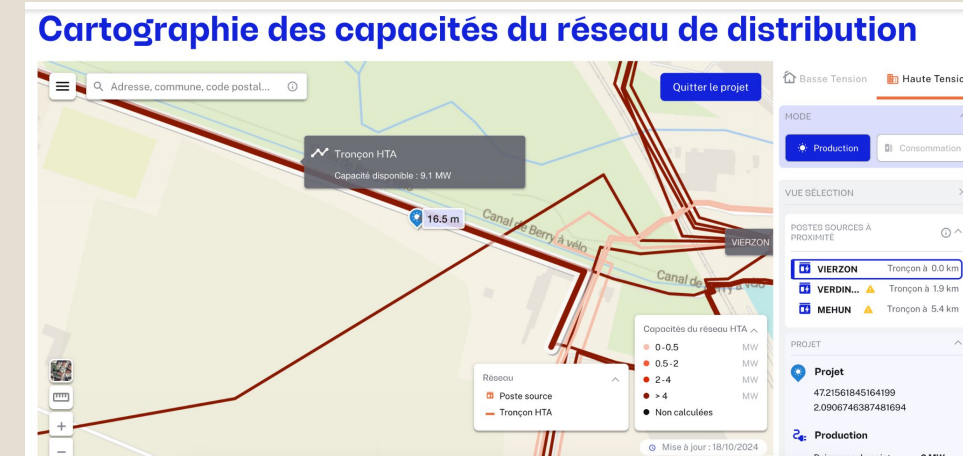 Cartographie des capacités du réseau de distribution
Adresse, commune, code postal...
Quitter le projet
Tronçon HTA
Capacité disponible : 9.1 MW
16.5 m
Canal de Berry à vélo
VIERZON
Canal de Berry à vélo
Capacités du réseau HTA
0-0.5 MW
0.5-2 MW
2-4 MW
> 4 MW
Non calculées
Réseau
Poste source
Tronçon HTA
Mise à jour : 18/10/2024
Basse Tension
Haute Tensio
MODE
Production
Consommation
VUE SÉLECTION
POSTES SOURCES À
PROXIMITÉ
VIERZON Tronçon à 0.0 km
VERDIN... Tronçon à 1.9 km
MEHUN Tronçon à 5.4 km
PROJET
Projet
47.21561845164199
2.0906746387481694
Production